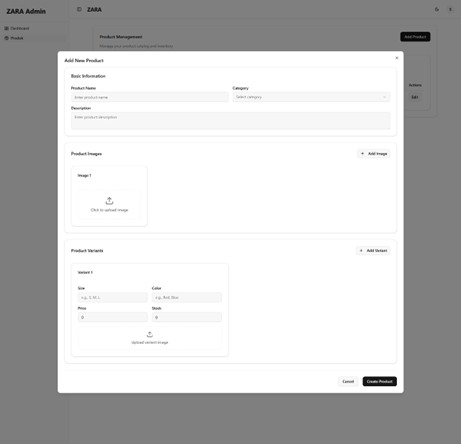 ZARA Admin
ZARA
Dashboard
Produk
Product Management
Manage your product catalog and inventory
Add Product
Actions
Edit
Add New Product
Basic Information
Product Name
Category
Enter product name
Select category
Description
Enter product description
Product Images
Add Image
Image 1
Click to upload image
Product Variants
Add Variant
Variant 1
Size
Color
e.g., S, M, L
e.g., Red, Blue
Price
Stock
0
0
Upload variant image
Cancel
Create Product